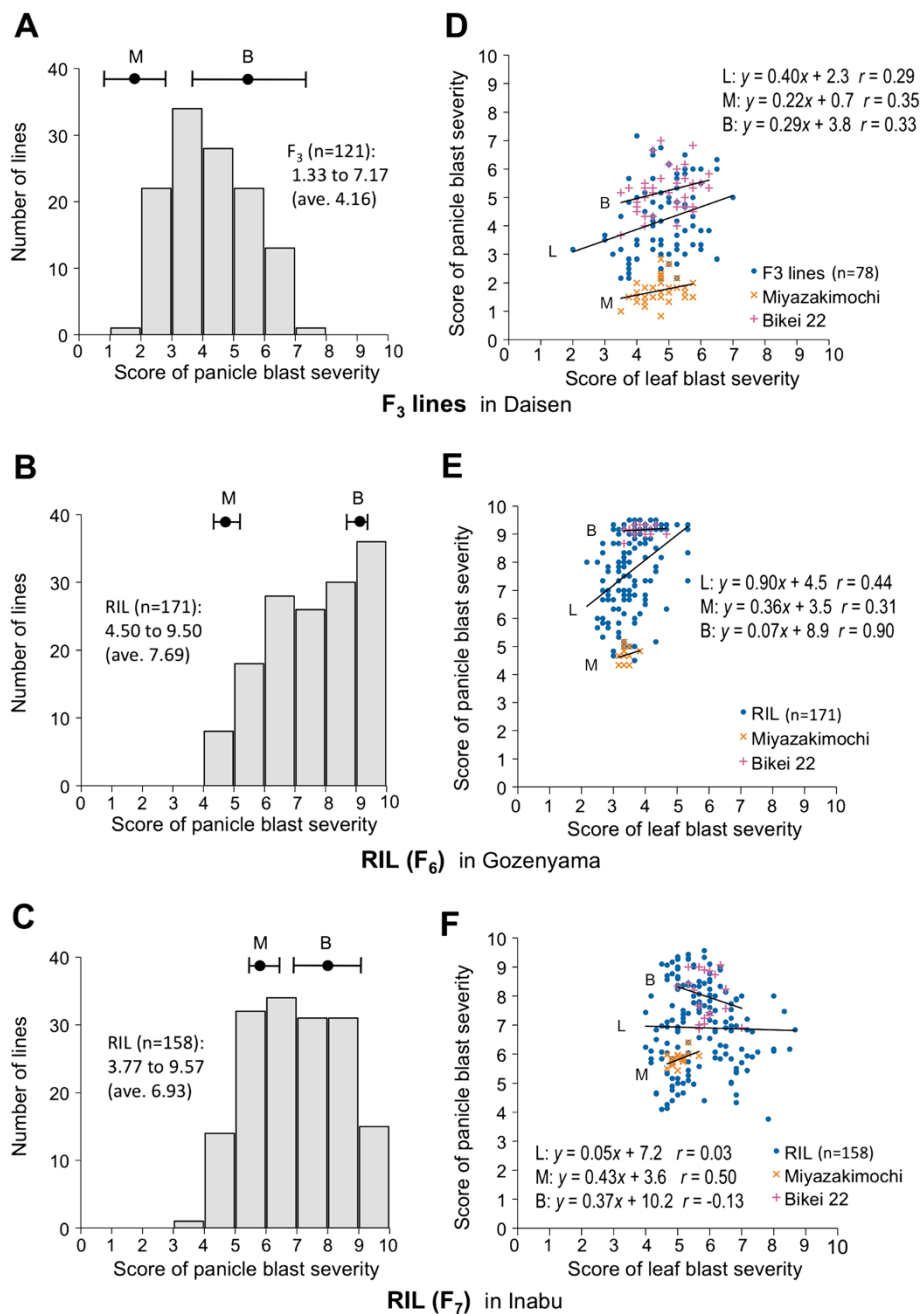 A
M
B
40
30
20
10
0
Number of lines
F3 (n=121):
1.33 to 7.17
(ave. 4.16)
0 1 2 3 4 5 6 7 8 9 10
Score of panicle blast severity
D
10
9
8
7
6
5
4
3
2
1
0
Score of panicle blast severity
L: y = 0.40x + 2.3 r = 0.29
M: y = 0.22x + 0.7 r = 0.35
B: y = 0.29x + 3.8 r = 0.33
B
L
M
F3 lines (n=78)
Miyazakimochi
Bikei 22
0 1 2 3 4 5 6 7 8 9 10
Score of leaf blast severity
F3 lines in Daisen
B
M
B
40
30
20
10
0
Number of lines
RIL (n=171):
4.50 to 9.50
(ave. 7.69)
0 1 2 3 4 5 6 7 8 9 10
Score of panicle blast severity
E
10
9
8
7
6
5
4
3
2
1
0
Score of panicle blast severity
B
L
M
L: y = 0.90x + 4.5 r = 0.44
M: y = 0.36x + 3.5 r = 0.31
B: y = 0.07x + 8.9 r = 0.90
RIL (n=171)
Miyazakimochi
Bikei 22
0 1 2 3 4 5 6 7 8 9 10
Score of leaf blast severity
RIL (F6) in Gozenyama
C
M
B
40
30
20
10
0
Number of lines
RIL (n=158):
3.77 to 9.57
(ave. 6.93)
0 1 2 3 4 5 6 7 8 9 10
Score of panicle blast severity
F
10
9
8
7
6
5
4
3
2
1
0
Score of panicle blast severity
B
L
M
L: y = 0.05x + 7.2 r = 0.03
M: y = 0.43x + 3.6 r = 0.50
B: y = 0.37x + 10.2 r = -0.13
RIL (n=158)
Miyazakimochi
Bikei 22
0 1 2 3 4 5 6 7 8 9 10
Score of leaf blast severity
RIL (F7) in Inabu